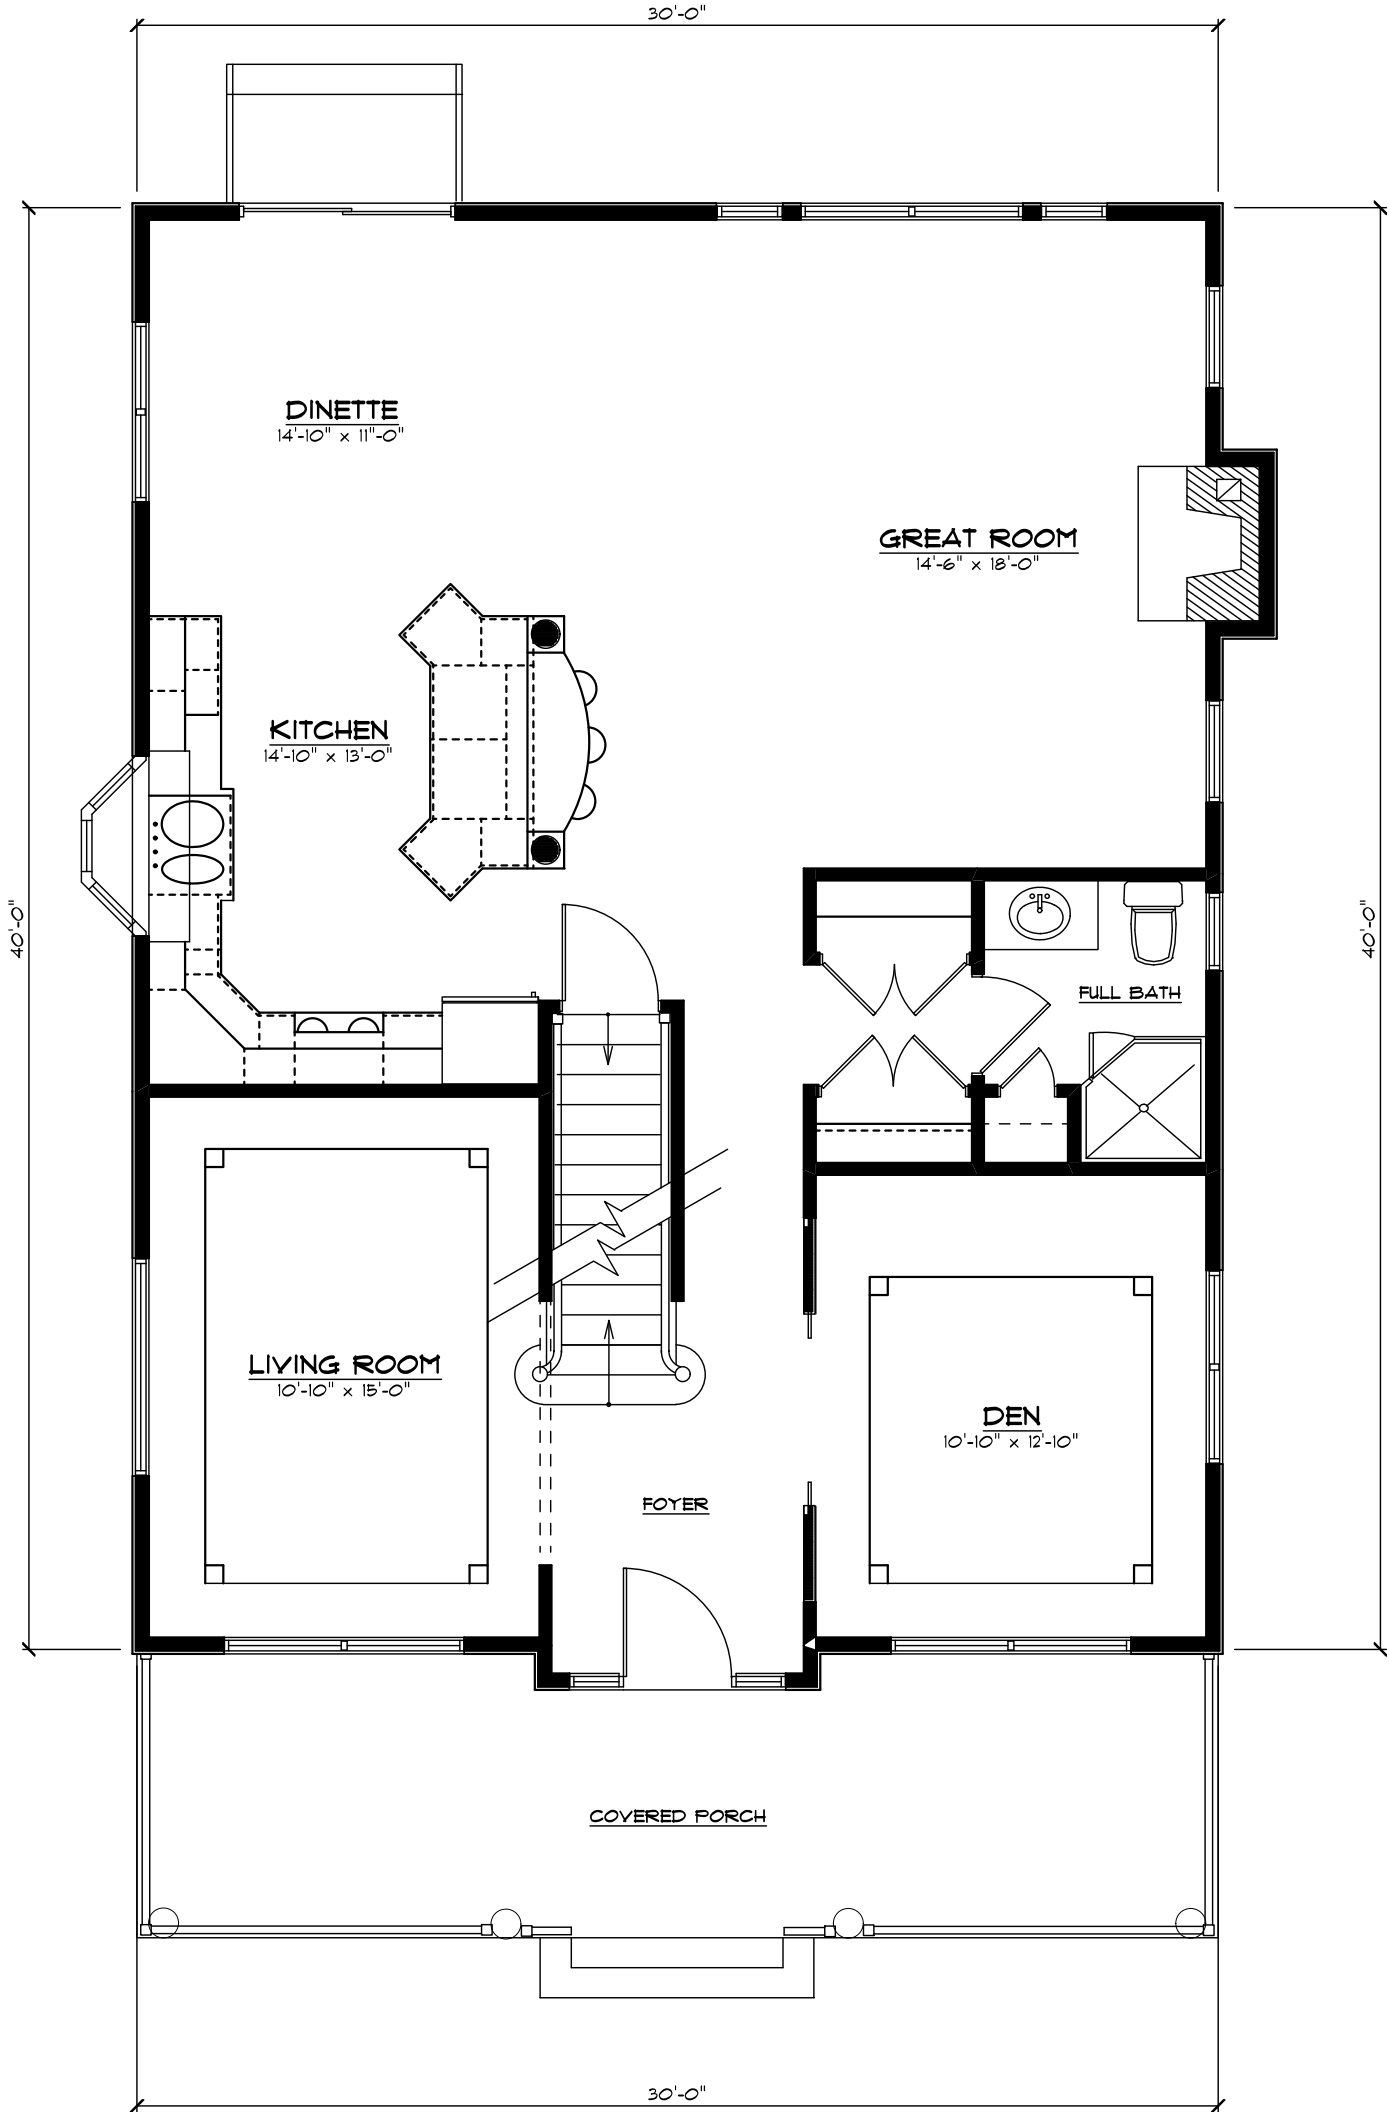 30'-0"
DINETTE
14'-10" x 11"-0"
GREAT ROOM
14'-6" x 18'-0"
KITCHEN
14'-10" x 13'-0"
40'-0"
40'-0"
FULL BATH
LIVING ROOM
10'-10" x 15'-0"
DEN
10'-10" x 12'-10"
FOYER
COVERED PORCH
30'-0"